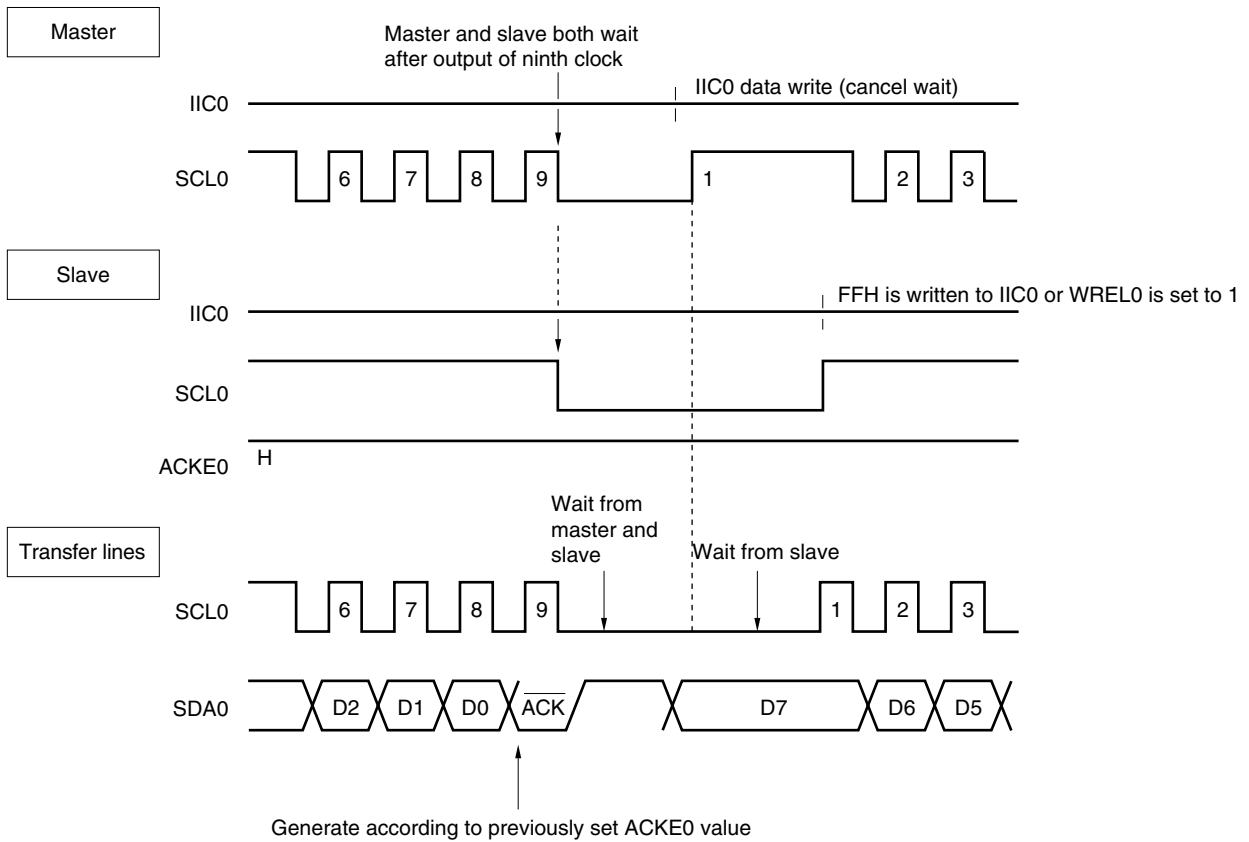 Master
Master and slave both wait
after output of ninth clock
IIC0 data write (cancel wait)
IIC0
SCL0
6 7 8 9 1 2 3
Slave
FFH is written to IIC0 or WREL0 is set to 1
IIC0
SCL0
H
ACKE0
Wait from
master and
slave
Wait from slave
Transfer lines
SCL0
6 7 8 9 1 2 3
SDA0
D2 D1 D0 ACK D7 D6 D5
Generate according to previously set ACKE0 value